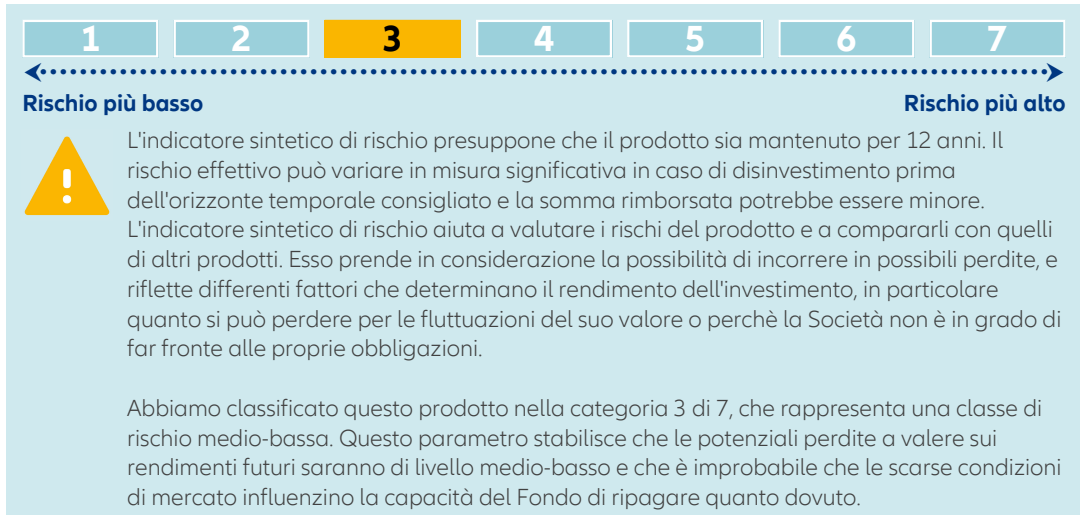 1 2 3 4 5 6 7
Rischio più basso Rischio più alto
L'indicatore sintetico di rischio presuppone che il prodotto sia mantenuto per 12 anni. Il
rischio effettivo può variare in misura significativa in caso di disinvestimento prima
dell'orizzonte temporale consigliato e la somma rimborsata potrebbe essere minore.
L'indicatore sintetico di rischio aiuta a valutare i rischi del prodotto e a compararli con quelli
di altri prodotti. Esso prende in considerazione la possibilità di incorrere in possibili perdite, e
riflette differenti fattori che determinano il rendimento dell'investimento, in particolare
quanto si può perdere per le fluttuazioni del suo valore o perchè la Società non è in grado di
far fronte alle proprie obbligazioni.
Abbiamo classificato questo prodotto nella categoria 3 di 7, che rappresenta una classe di
rischio medio-bassa. Questo parametro stabilisce che le potenziali perdite a valere sui
rendimenti futuri saranno di livello medio-basso e che è improbabile che le scarse condizioni
di mercato influenzino la capacità del Fondo di ripagare quanto dovuto.